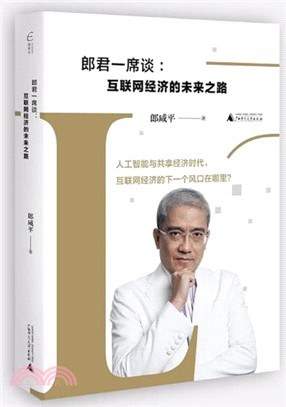 郎君一席谈：
互联网经济的未来之路
郎咸平 著
人工智能与共享经济时代，
互联网经济的下一个风口在哪里？
郎君一席谈：
互联网经济的未来之路
郎咸平 著